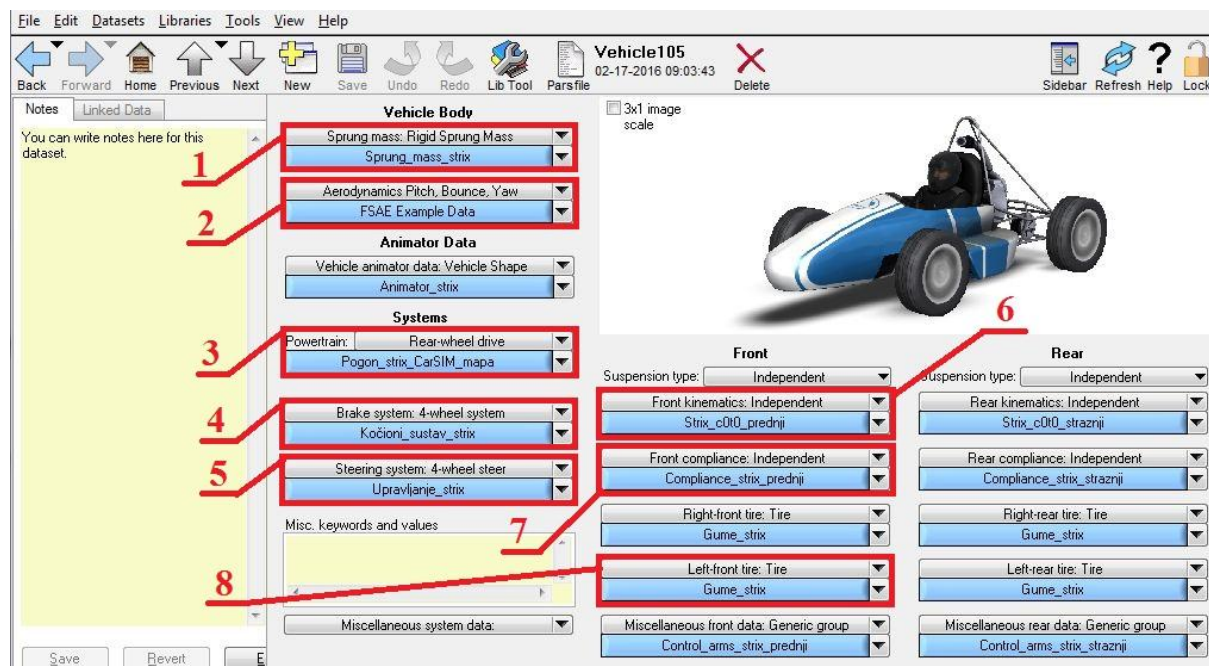 File Edit Datasets Libraries Tools View Help
Vehicle105
02-17-2016 09:03:43
Back Forward Home Previous Next New Save Undo Redo Lib Tool Parsfile Delete Sidebar Refresh Help Lock
Notes Linked Data
You can write notes here for this
dataset.
Save Revert E
Vehicle Body
1
Sprung mass: Rigid Sprung Mass
Sprung_mass_strix
2
Aerodynamics Pitch, Bounce, Yaw
FSAE Example Data
Animator Data
Vehicle animator data: Vehicle Shape
Animator_strix
Systems
3
Powertrain: Rear-wheel drive
Pogon_strix_CarSIM_mapa
4
Brake system: 4-wheel system
Kočioni_sustav_strix
5
Steering system: 4-wheel steer
Upravljanje_strix
Misc. keywords and values
Miscellaneous system data:
3x1 image
scale
Front
Suspension type: Independent
6
Front kinematics: Independent
Strix_c0t0_prednji
7
Front compliance: Independent
Compliance_strix_prednji
Right-front tire: Tire
Gume_strix
8
Left-front tire: Tire
Gume_strix
Miscellaneous front data: Generic group
Control_arms_strix_prednji
Rear
Suspension type: Independent
Rear kinematics: Independent
Strix_c0t0_straznji
Rear compliance: Independent
Compliance_strix_straznji
Right-rear tire: Tire
Gume_strix
Left-rear tire: Tire
Gume_strix
Miscellaneous rear data: Generic group
Control_arms_strix_straznji